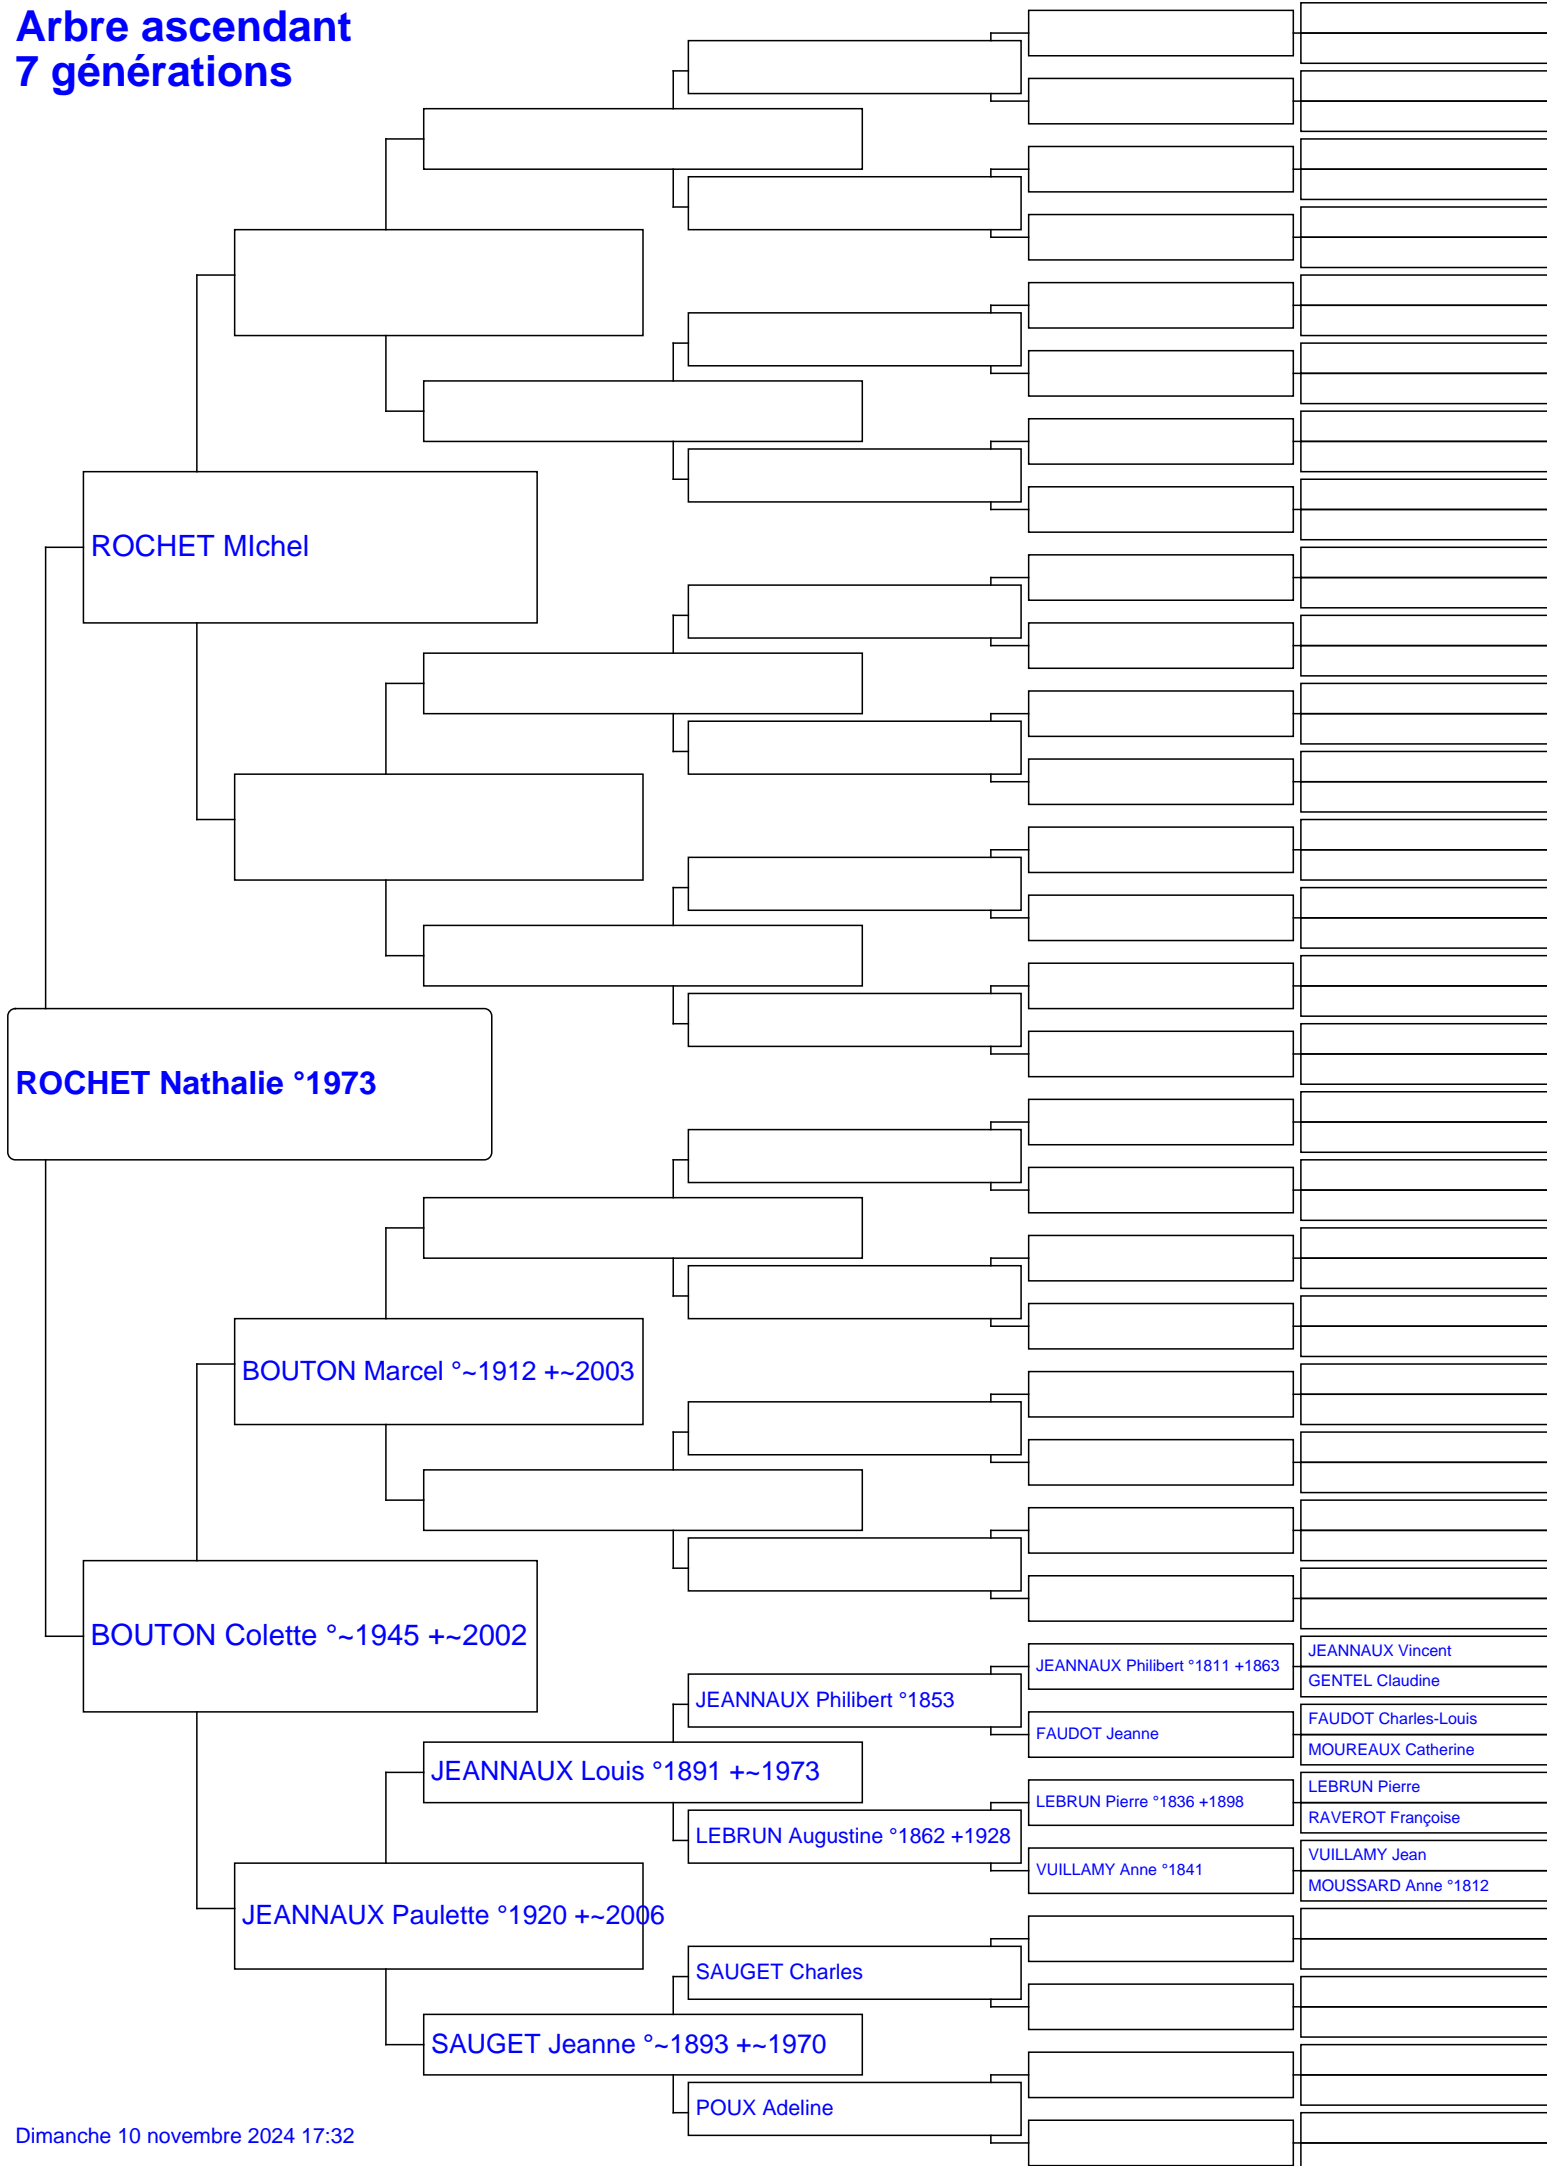 Arbre ascendant
7 générations
ROCHET MIchel
ROCHET Nathalie °1973
BOUTON Marcel °~1912 +~2003
BOUTON Colette °~1945 +~2002
JEANNAUX Paulette °1920 +~2006
JEANNAUX Louis °1891 +~1973
SAUGET Jeanne °~1893 +~1970
JEANNAUX Philibert °1853
LEBRUN Augustine °1862 +1928
SAUGET Charles
POUX Adeline
JEANNAUX Philibert °1811 +1863
FAUDOT Jeanne
LEBRUN Pierre °1836 +1898
VUILLAMY Anne °1841
JEANNAUX Vincent
GENTEL Claudine
FAUDOT Charles-Louis
MOUREAUX Catherine
LEBRUN Pierre
RAVEROT Françoise
VUILLAMY Jean
MOUSSARD Anne °1812
Dimanche 10 novembre 2024 17:32